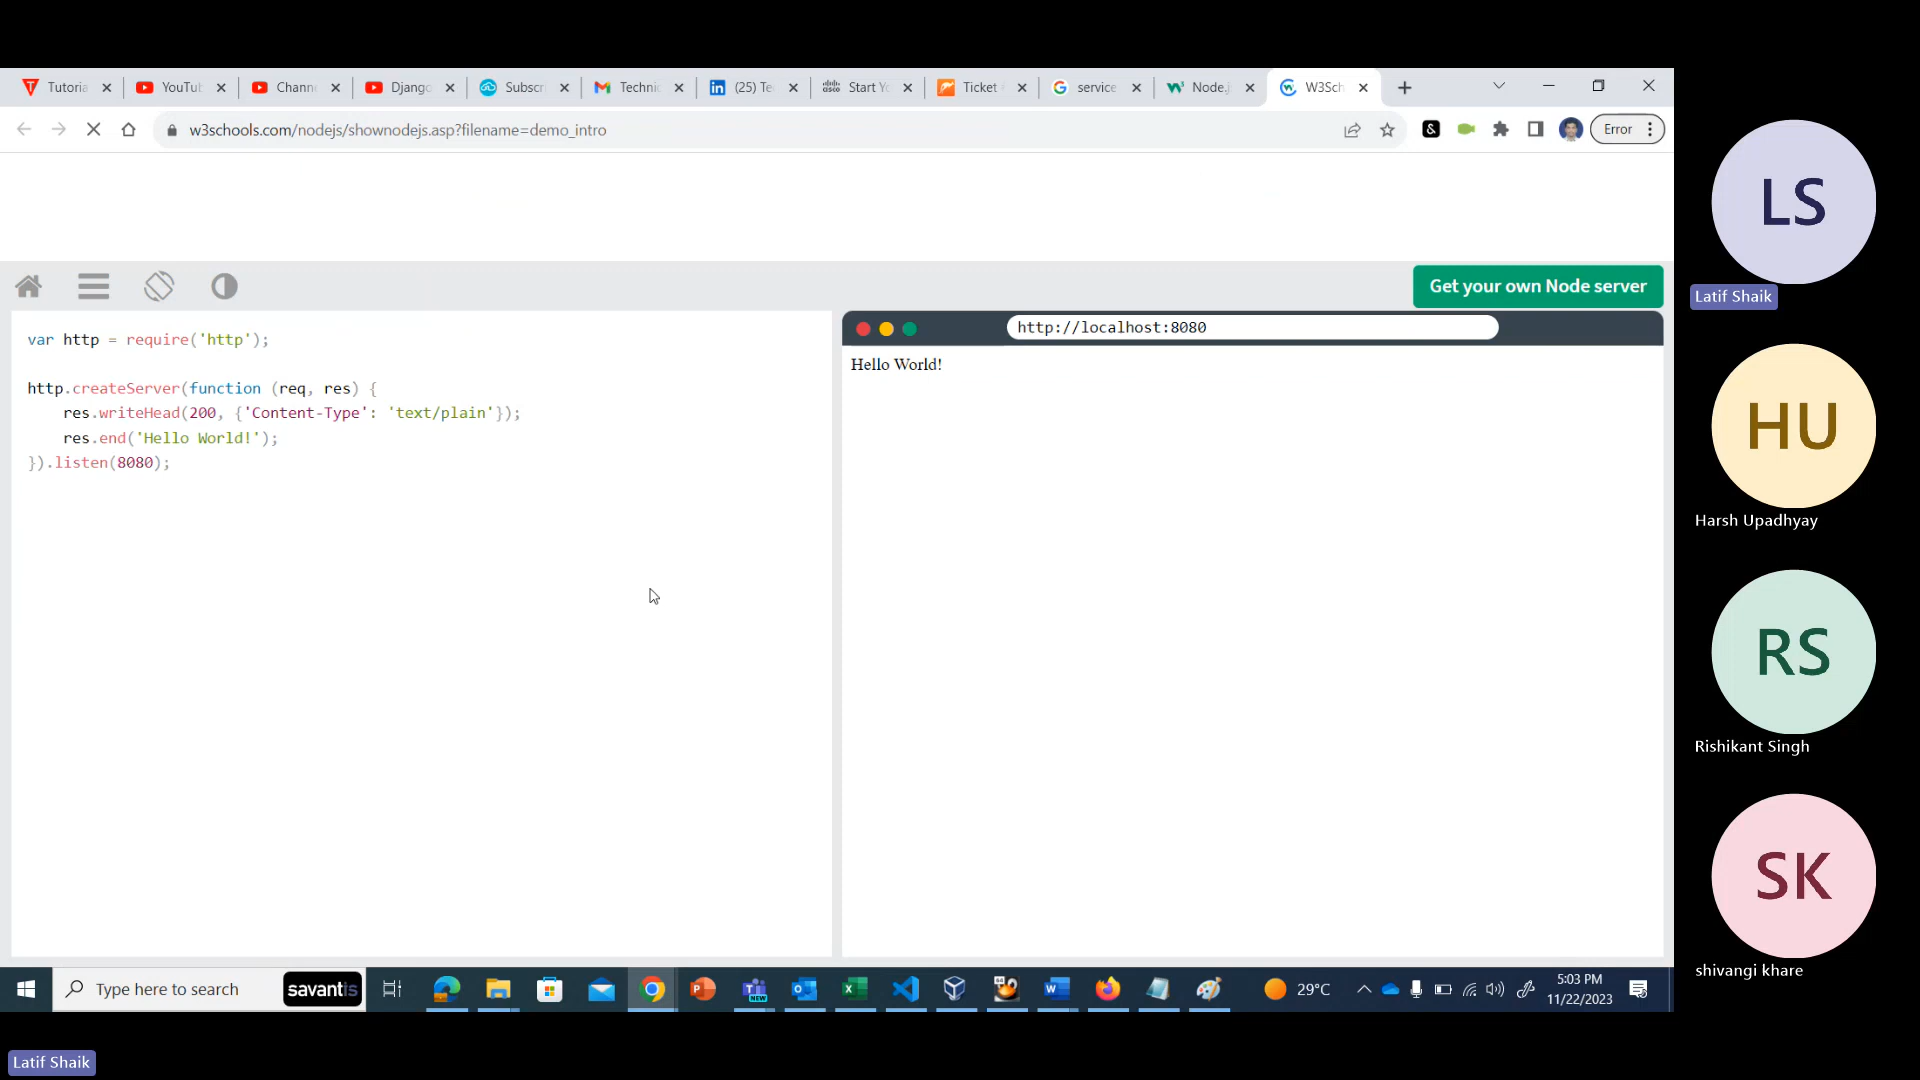 Tutoria
YouTub
Chann
Django
Subscr
Technic
(25) Te
Start Yo
Ticket
service
Node.j
W3Sch
w3schools.com/nodejs/shownodejs.asp?filename=demo_intro
Error
Get your own Node server
var http = require('http');
http.createServer(function (req, res) {
res.writeHead(200, {'Content-Type': 'text/plain'});
res.end('Hello World!');
}).listen(8080);
http://localhost:8080
Hello World!
LS
Latif Shaik
HU
Harsh Upadhyay
RS
Rishikant Singh
SK
shivangi khare
Type here to search
savantis
29°C
5:03 PM
11/22/2023
Latif Shaik